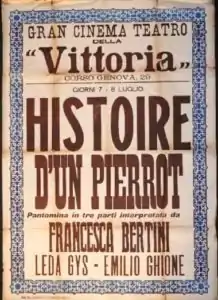 GRAN CINEMA TEATRO
DELLA
"Vittoria"
CORSO GENOVA, 29
GIORNI 7 - 8 LUGLIO
HISTOIRE
D'UN PIERROT
Pantomina in tre parti interpretata da
FRANCESCA BERTINI
LEDA GYS - EMILIO GHIONE